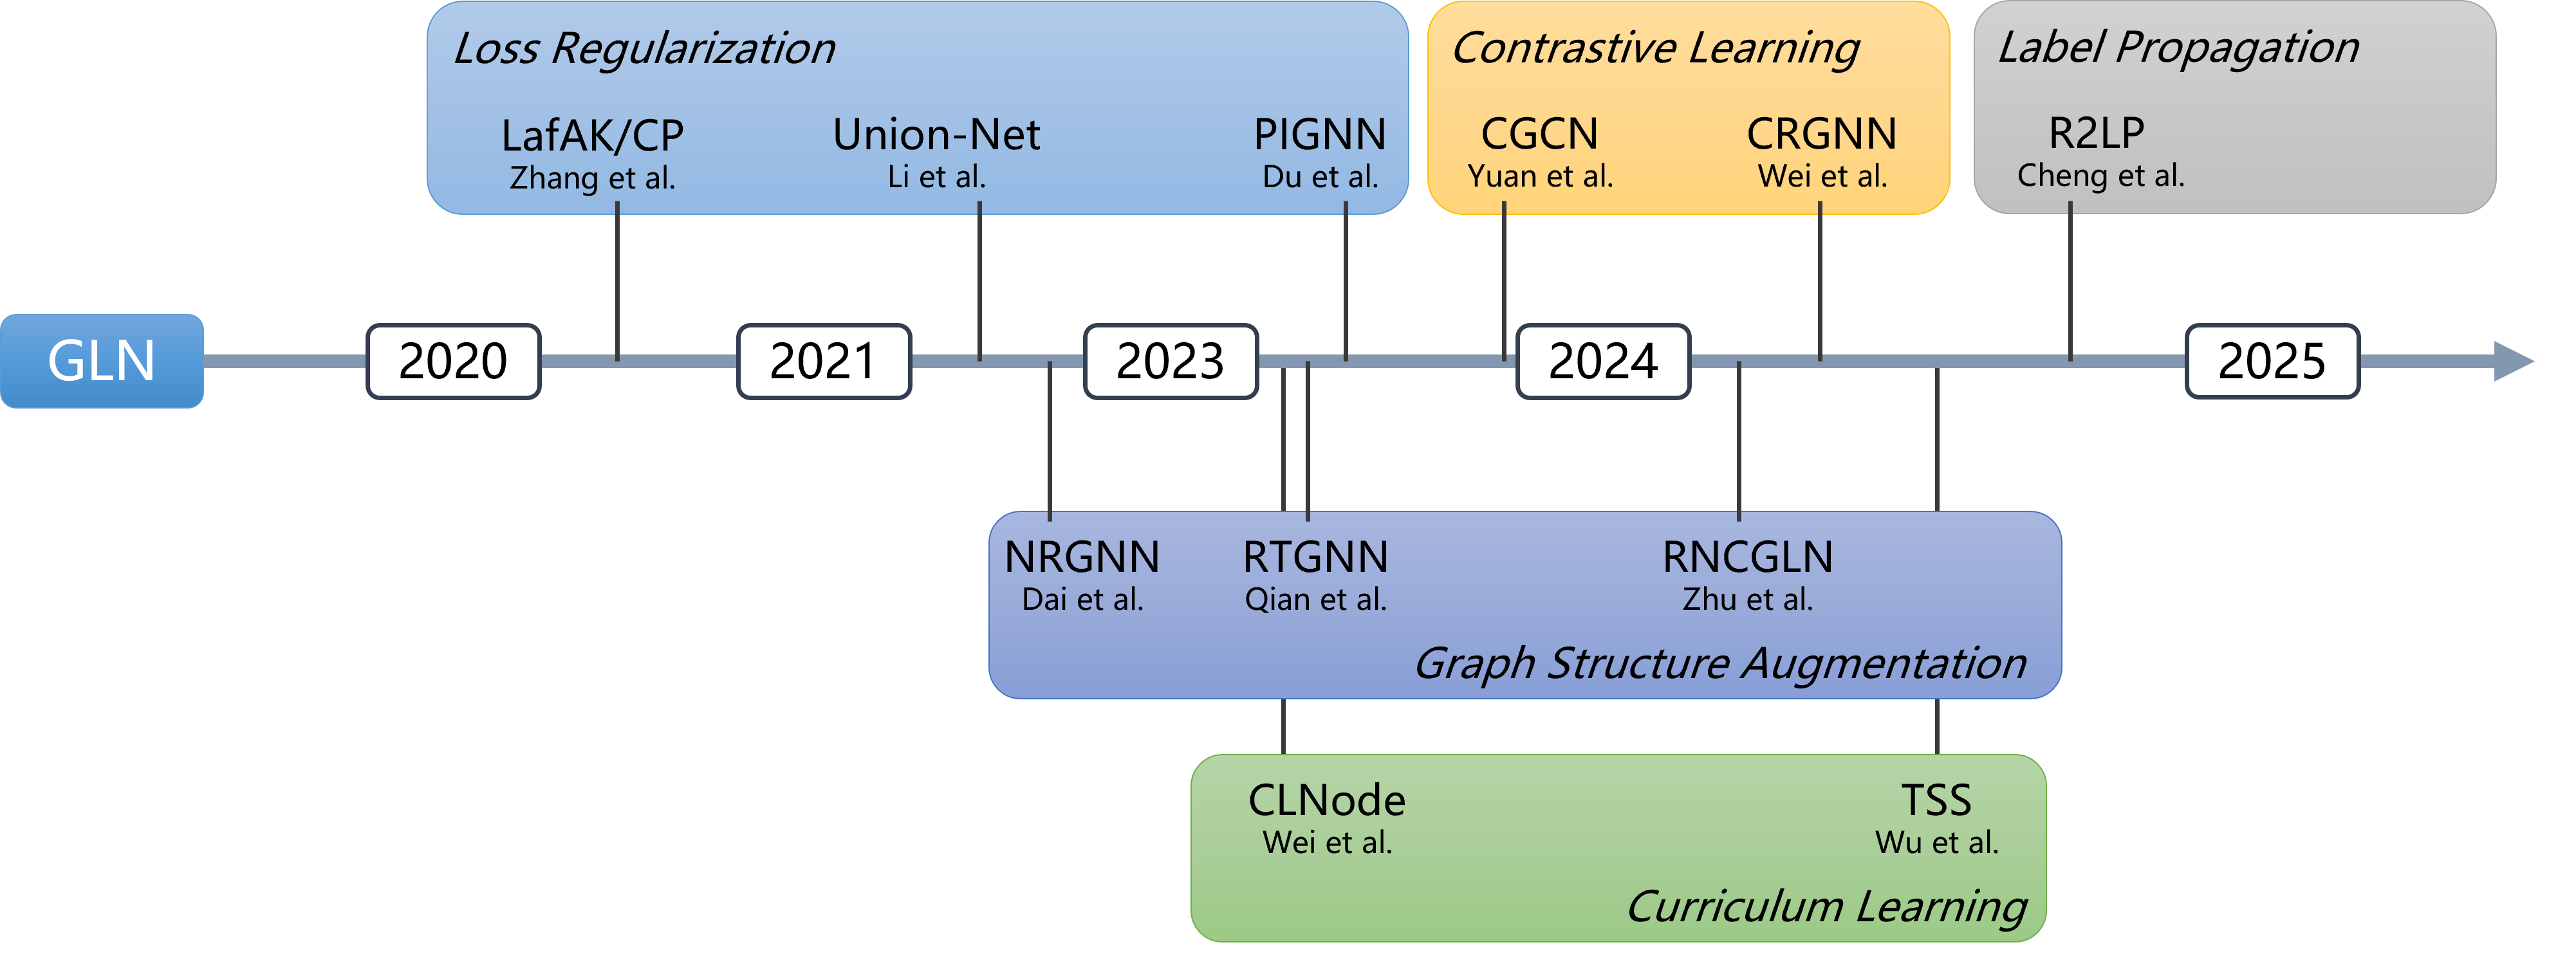 Loss Regularization
LafAK/CP
Zhang et al.
Union-Net
Li et al.
PIGNN
Du et al.
Contrastive Learning
CGCN
Yuan et al.
CRGNN
Wei et al.
Label Propagation
R2LP
Cheng et al.
GLN
2020
2021
2023
2024
2025
NRGNN
Dai et al.
RTGNN
Qian et al.
RNCGLN
Zhu et al.
Graph Structure Augmentation
CLNode
Wei et al.
TSS
Wu et al.
Curriculum Learning